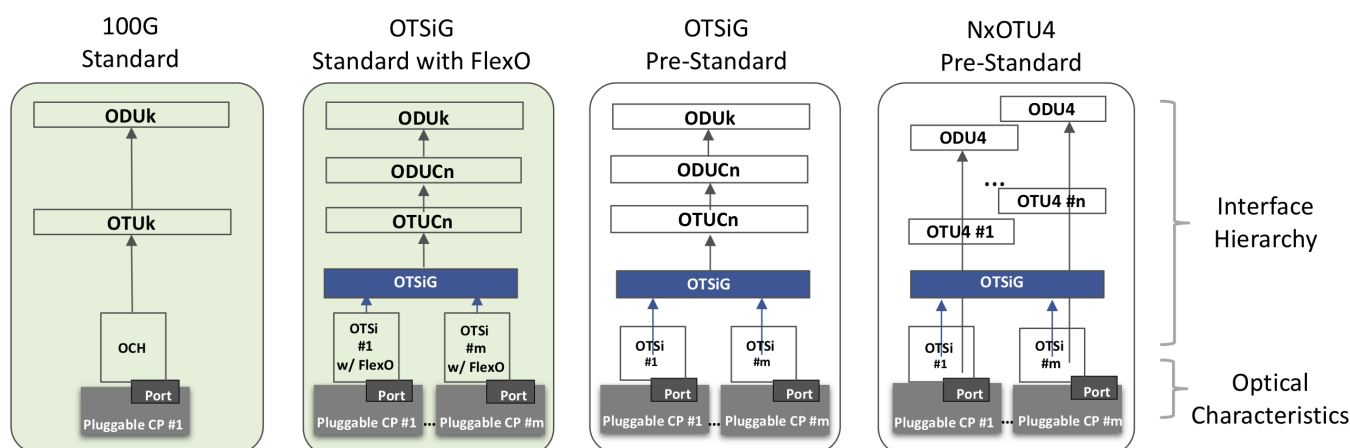 100G
Standard
ODUk
OTUk
OCH
Port
Pluggable CP #1
OTSiG
Standard with FlexO
ODUk
ODUCn
OTUCn
OTSiG
OTSi
#1
w/ FlexO
OTSi
#m
w/ FlexO
Port
Port
Pluggable CP #1
...
Pluggable CP #m
OTSiG
Pre-Standard
ODUk
ODUCn
OTUCn
OTSiG
OTSi
#1
OTSi
#m
Port
Port
Pluggable CP #1
...
Pluggable CP #m
NxOTU4
Pre-Standard
ODU4
ODU4
...
OTU4 #n
OTU4 #1
OTSiG
OTSi
#1
OTSi
#m
Port
Port
Pluggable CP #1
...
Pluggable CP #m
Interface
Hierarchy
Optical
Characteristics